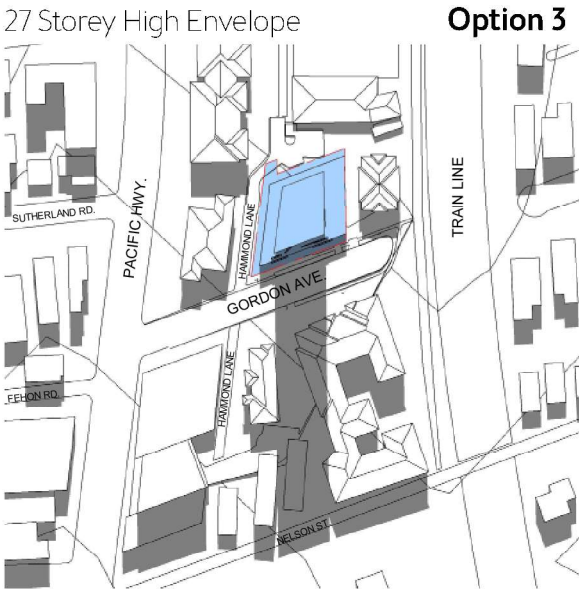 27 Storey High Envelope
Option 3
SUTHERLAND RD.
PACIFIC HWY.
HAMMOND LANE
TRAIN LINE
GORDON AVE.
HAMMOND LANE
FEHON RD.
NELSON ST